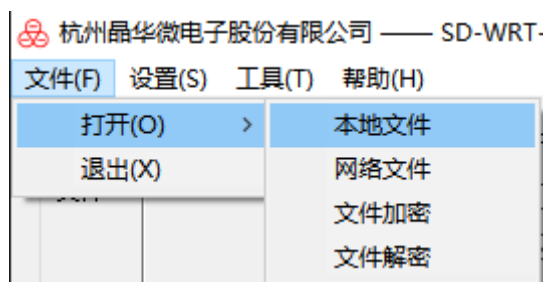 杭州晶华微电子股份有限公司 —— SD-WRT-
文件(F) 设置(S) 工具(T) 帮助(H)
打开(O) > 本地文件
退出(X) 网络文件
文件加密
文件解密